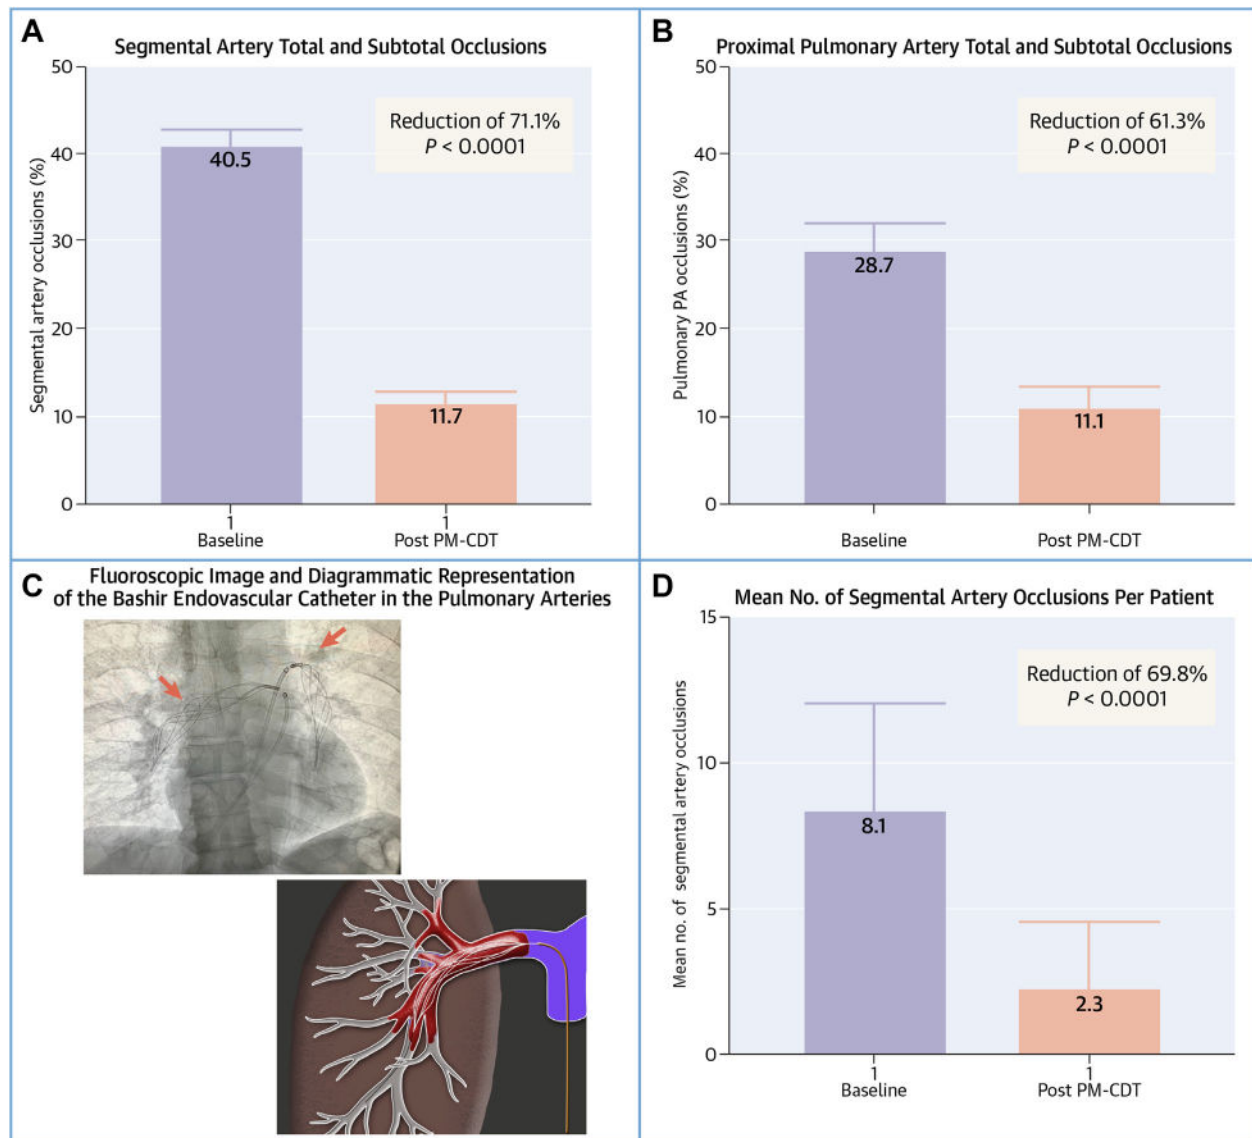 A
Segmental Artery Total and Subtotal Occlusions
50
40
30
20
10
0
Segmental artery occlusions (%)
Reduction of 71.1%
P < 0.0001
40.5
11.7
1
1
Baseline
Post PM-CDT
B
Proximal Pulmonary Artery Total and Subtotal Occlusions
50
40
30
20
10
0
Pulmonary PA occlusions (%)
Reduction of 61.3%
P < 0.0001
28.7
11.1
Baseline
Post PM-CDT
C
Fluoroscopic Image and Diagrammatic Representation
of the Bashir Endovascular Catheter in the Pulmonary Arteries
D
Mean No. of Segmental Artery Occlusions Per Patient
15
10
5
0
Mean no. of segmental artery occlusions
Reduction of 69.8%
P < 0.0001
8.1
2.3
1
1
Baseline
Post PM-CDT